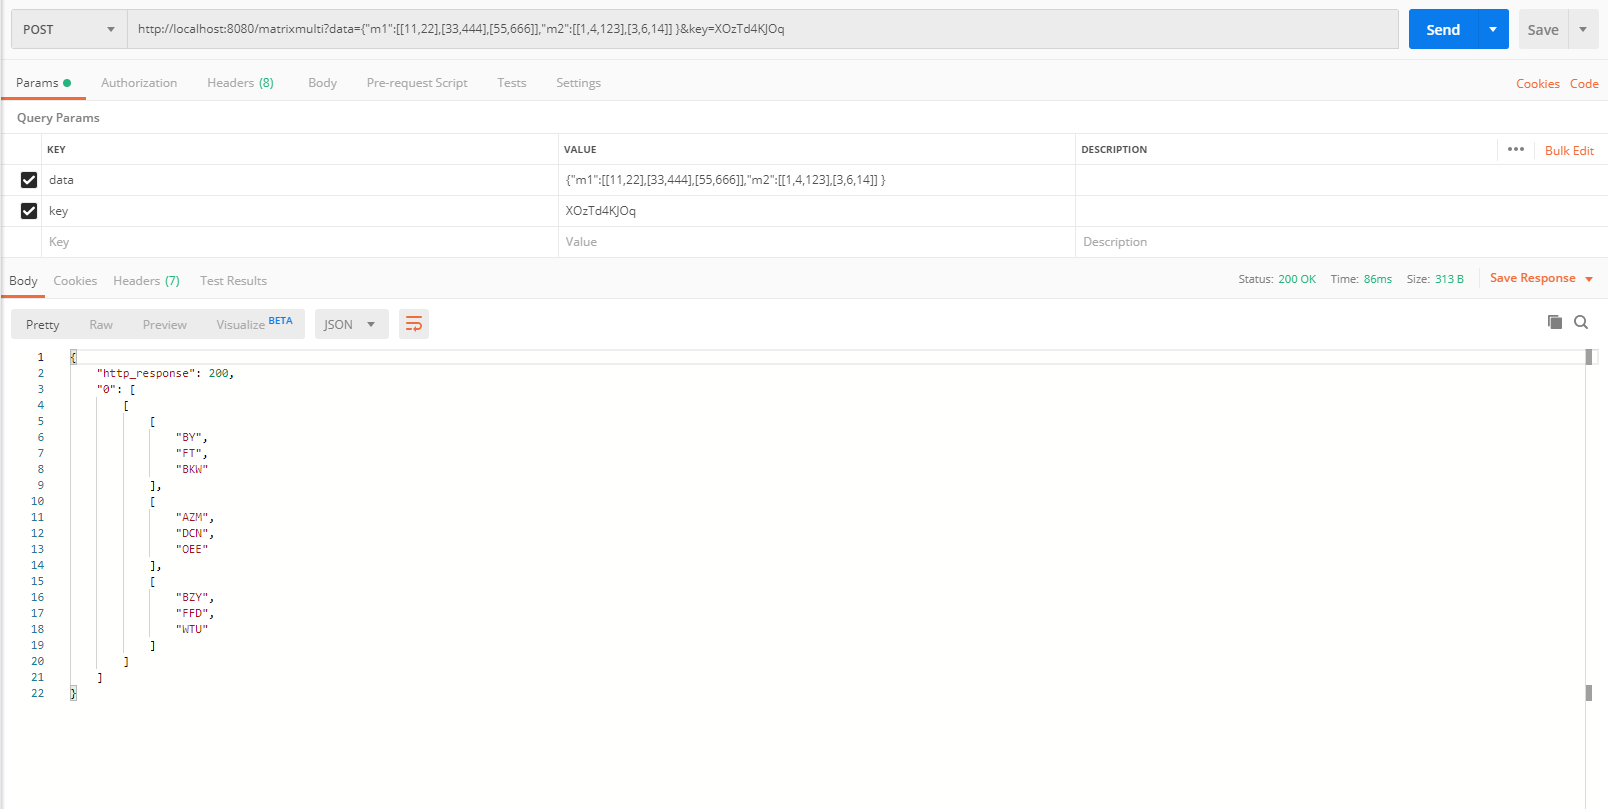 POST http://localhost:8080/matrixmulti?data={"m1":[[11,22],[33,444],[55,666]],"m2":[[1,4,123],[3,6,14]] }&key=XOzTd4KJOq Send Save
Params Authorization Headers (8) Body Pre-request Script Tests Settings Cookies Code
Query Params
KEY VALUE DESCRIPTION ••• Bulk Edit
data {"m1":[[11,22],[33,444],[55,666]],"m2":[[1,4,123],[3,6,14]] }
key XOzTd4KJOq
Key Value Description
Body Cookies Headers (7) Test Results Status: 200 OK Time: 86ms Size: 313 B Save Response
Pretty Raw Preview Visualize BETA JSON
1 {
2 "http_response": 200,
3 "0": [
4 [
5 [
6 "BY",
7 "FT",
8 "BKW"
9 ],
10 [
11 "AZM",
12 "DCN",
13 "OEE"
14 ],
15 [
16 "BZY",
17 "FFD",
18 "WTU"
19 ]
20 ]
21 ]
22 }